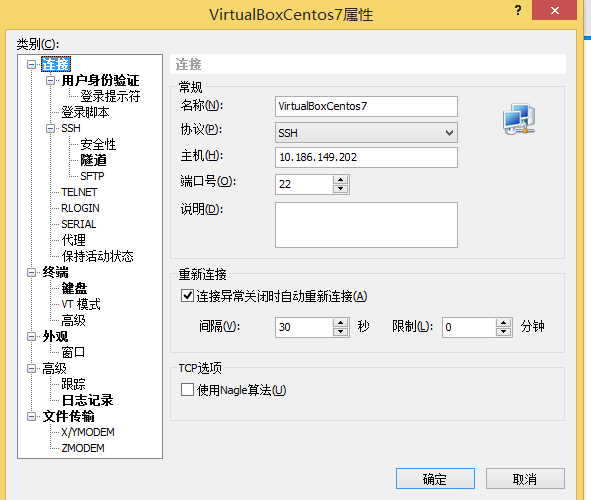 VirtualBoxCentos7属性
?
类别(C):
连接
用户身份验证
登录提示符
登录脚本
SSH
安全性
隧道
SFTP
TELNET
RLOGIN
SERIAL
代理
保持活动状态
终端
键盘
VT 模式
高级
外观
窗口
高级
跟踪
日志记录
文件传输
X/YMODEM
ZMODEM
连接
常规
名称(N): VirtualBoxCentos7
协议(P): SSH
主机(H): 10.186.149.202
端口号(O): 22
说明(D):
重新连接
连接异常关闭时自动重新连接(A)
间隔(V): 30 秒 限制(L): 0 分钟
TCP选项
使用Nagle算法(U)
确定 取消